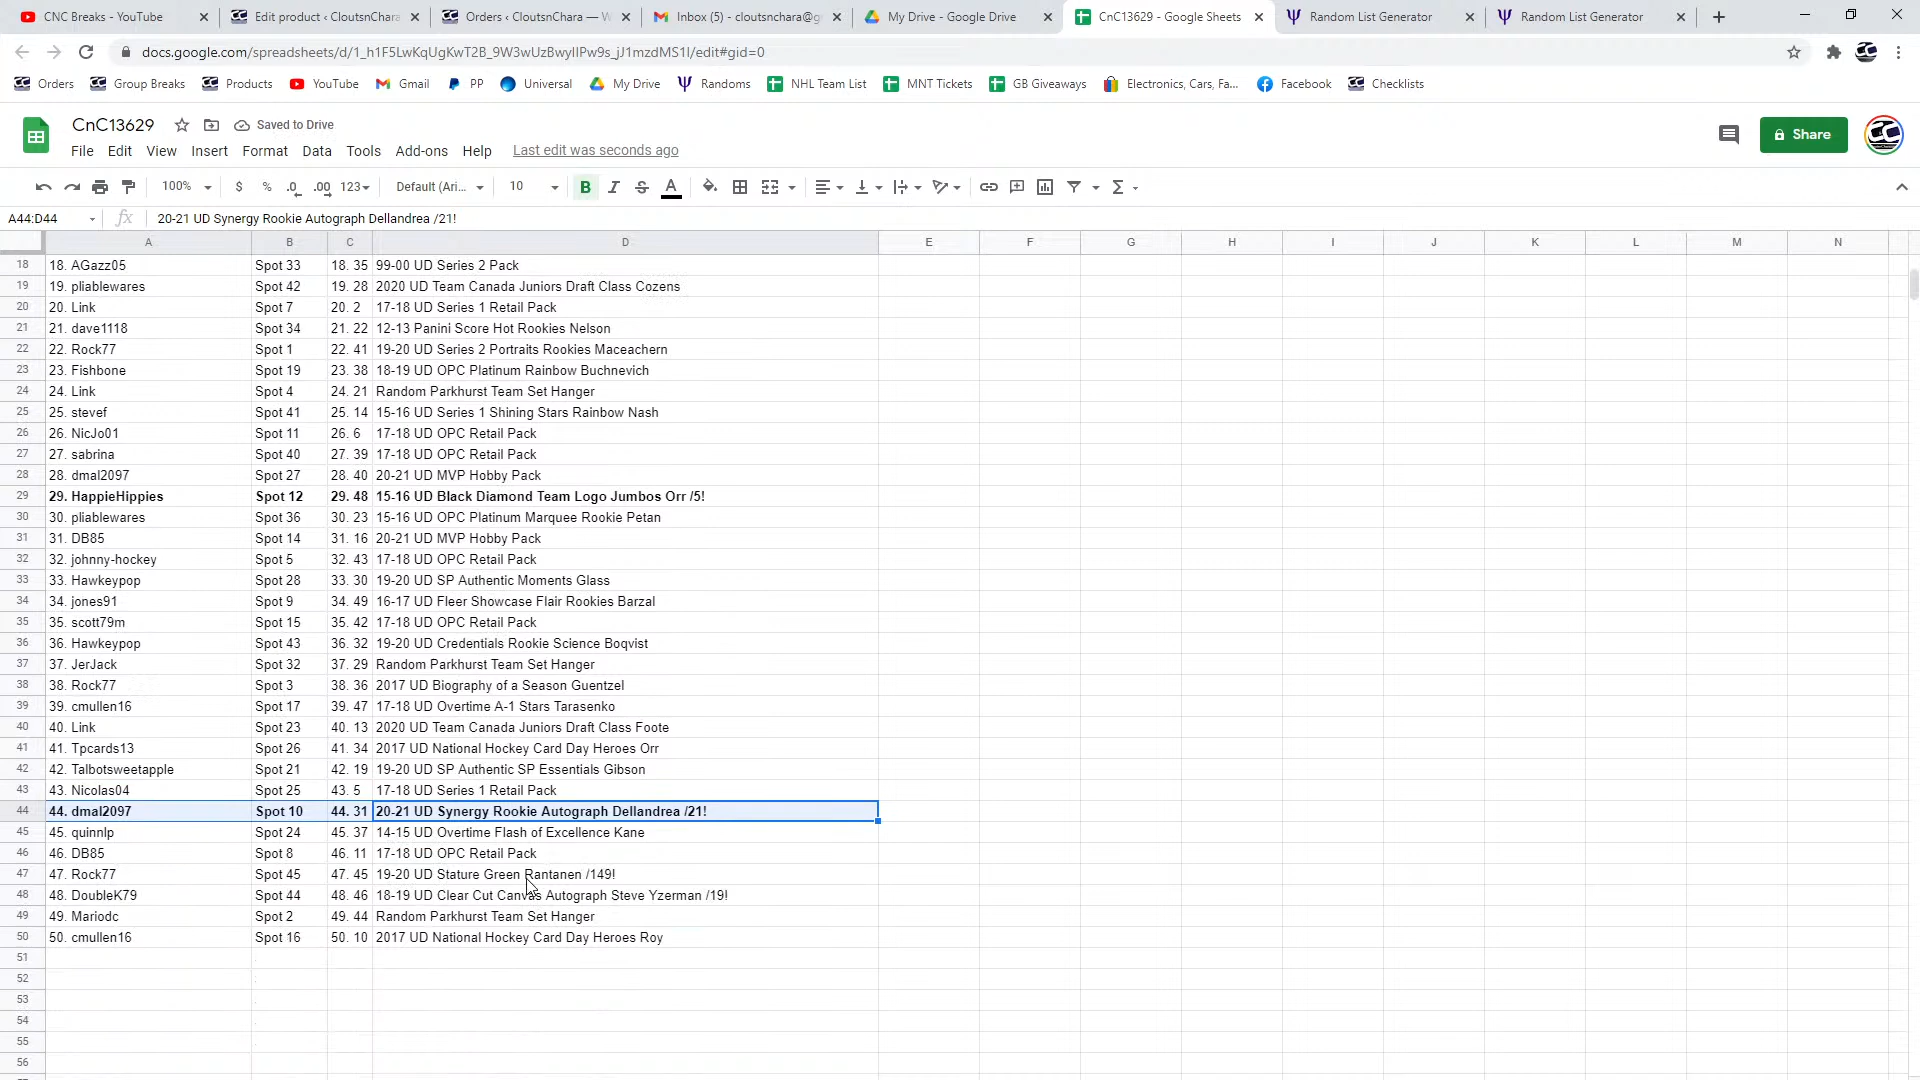 CNC Breaks - YouTube
Edit product ‹ CloutsnChara
Orders ‹ CloutsnChara — W
Inbox (5) - cloutsnchara@g
My Drive - Google Drive
CnC13629 - Google Sheets
Random List Generator
Random List Generator
Orders
Group Breaks
Products
YouTube
Gmail
PP
Universal
My Drive
Randoms
NHL Team List
MNT Tickets
GB Giveaways
Electronics, Cars, Fa...
Facebook
Checklists
CnC13629
Saved to Drive
Share
File Edit View Insert Format Data Tools Add-ons Help Last edit was seconds ago
100% $ % .0 .00 123 Default (Ari... 10 B I S A
A44:D44 fx 20-21 UD Synergy Rookie Autograph Dellandrea /21!
A B C D E F G H I J K L M N
18 18. AGazz05 Spot 33 18. 35 99-00 UD Series 2 Pack
19 19. pliablewares Spot 42 19. 28 2020 UD Team Canada Juniors Draft Class Cozens
20 20. Link Spot 7 20. 2 17-18 UD Series 1 Retail Pack
21 21. dave1118 Spot 34 21. 22 12-13 Panini Score Hot Rookies Nelson
22 22. Rock77 Spot 1 22. 41 19-20 UD Series 2 Portraits Rookies Maceachern
23 23. Fishbone Spot 19 23. 38 18-19 UD OPC Platinum Rainbow Buchnevich
24 24. Link Spot 4 24. 21 Random Parkhurst Team Set Hanger
25 25. stevef Spot 41 25. 14 15-16 UD Series 1 Shining Stars Rainbow Nash
26 26. NicJo01 Spot 11 26. 6 17-18 UD OPC Retail Pack
27 27. sabrina Spot 40 27. 39 17-18 UD OPC Retail Pack
28 28. dmal2097 Spot 27 28. 40 20-21 UD MVP Hobby Pack
29 29. HappieHippies Spot 12 29. 48 15-16 UD Black Diamond Team Logo Jumbos Orr /5!
30 30. pliablewares Spot 36 30. 23 15-16 UD OPC Platinum Marquee Rookie Petan
31 31. DB85 Spot 14 31. 16 20-21 UD MVP Hobby Pack
32 32. johnny-hockey Spot 5 32. 43 17-18 UD OPC Retail Pack
33 33. Hawkeypop Spot 28 33. 30 19-20 UD SP Authentic Moments Glass
34 34. jones91 Spot 9 34. 49 16-17 UD Fleer Showcase Flair Rookies Barzal
35 35. scott79m Spot 15 35. 42 17-18 UD OPC Retail Pack
36 36. Hawkeypop Spot 43 36. 32 19-20 UD Credentials Rookie Science Boqvist
37 37. JerJack Spot 32 37. 29 Random Parkhurst Team Set Hanger
38 38. Rock77 Spot 3 38. 36 2017 UD Biography of a Season Guentzel
39 39. cmullen16 Spot 17 39. 47 17-18 UD Overtime A-1 Stars Tarasenko
40 40. Link Spot 23 40. 13 2020 UD Team Canada Juniors Draft Class Foote
41 41. Tpcards13 Spot 26 41. 34 2017 UD National Hockey Card Day Heroes Orr
42 42. Talbotsweetapple Spot 21 42. 19 19-20 UD SP Authentic SP Essentials Gibson
43 43. Nicolas04 Spot 25 43. 5 17-18 UD Series 1 Retail Pack
44 44. dmal2097 Spot 10 44. 31 20-21 UD Synergy Rookie Autograph Dellandrea /21!
45 45. quinnlp Spot 24 45. 37 14-15 UD Overtime Flash of Excellence Kane
46 46. DB85 Spot 8 46. 11 17-18 UD OPC Retail Pack
47 47. Rock77 Spot 45 47. 45 19-20 UD Stature Green Rantanen /149!
48 48. DoubleK79 Spot 44 48. 46 18-19 UD Clear Cut Canvas Autograph Steve Yzerman /19!
49 49. Mariodc Spot 2 49. 44 Random Parkhurst Team Set Hanger
50 50. cmullen16 Spot 16 50. 10 2017 UD National Hockey Card Day Heroes Roy
51
52
53
54
55
56